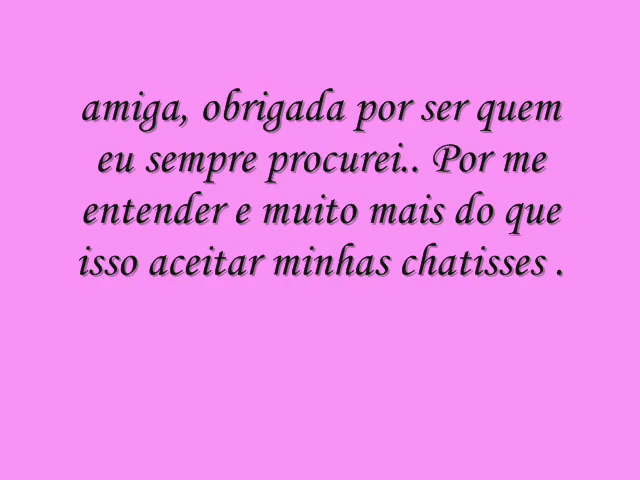 amiga, obrigada por ser quem
eu sempre procurei.. Por me
entender e muito mais do que
isso aceitar minhas chatisses .